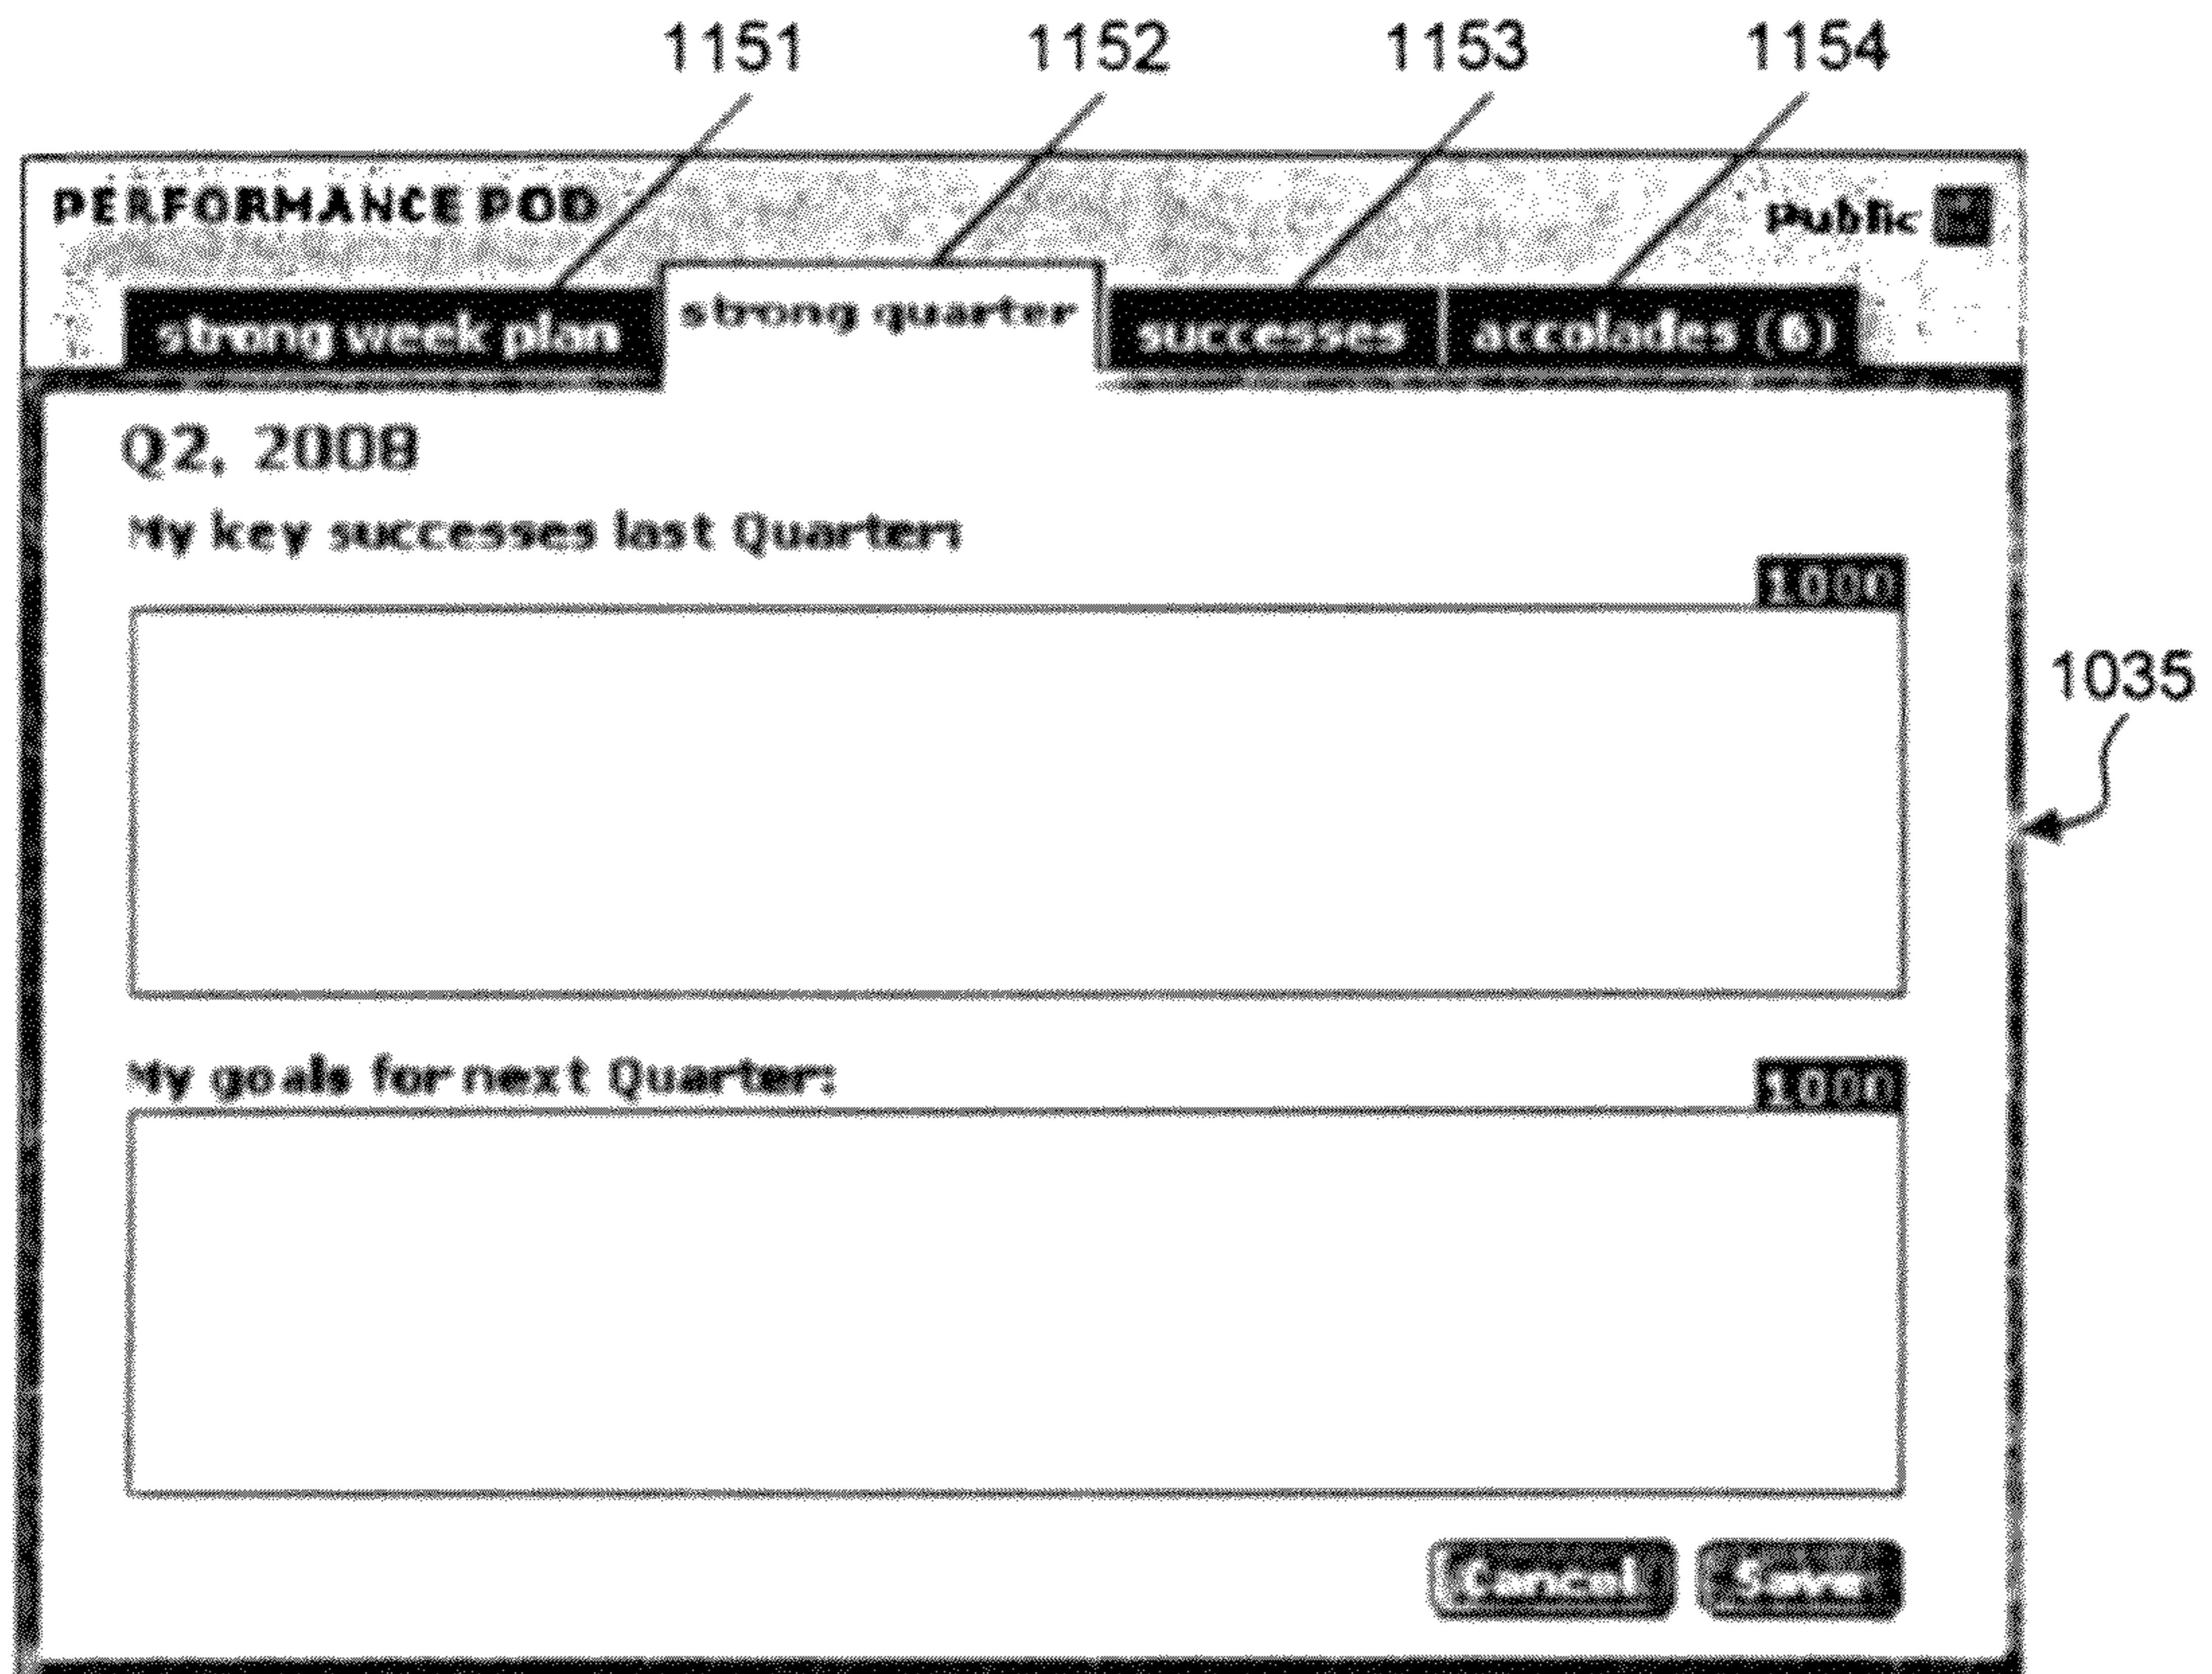 1151 1152 1153 1154
PERFORMANCE POD Public
strong week plan strong quarter successes accolades (6)
Q2, 2008
My key successes last Quarter:
1000
1035
My goals for next Quarter:
1000
Cancel Save